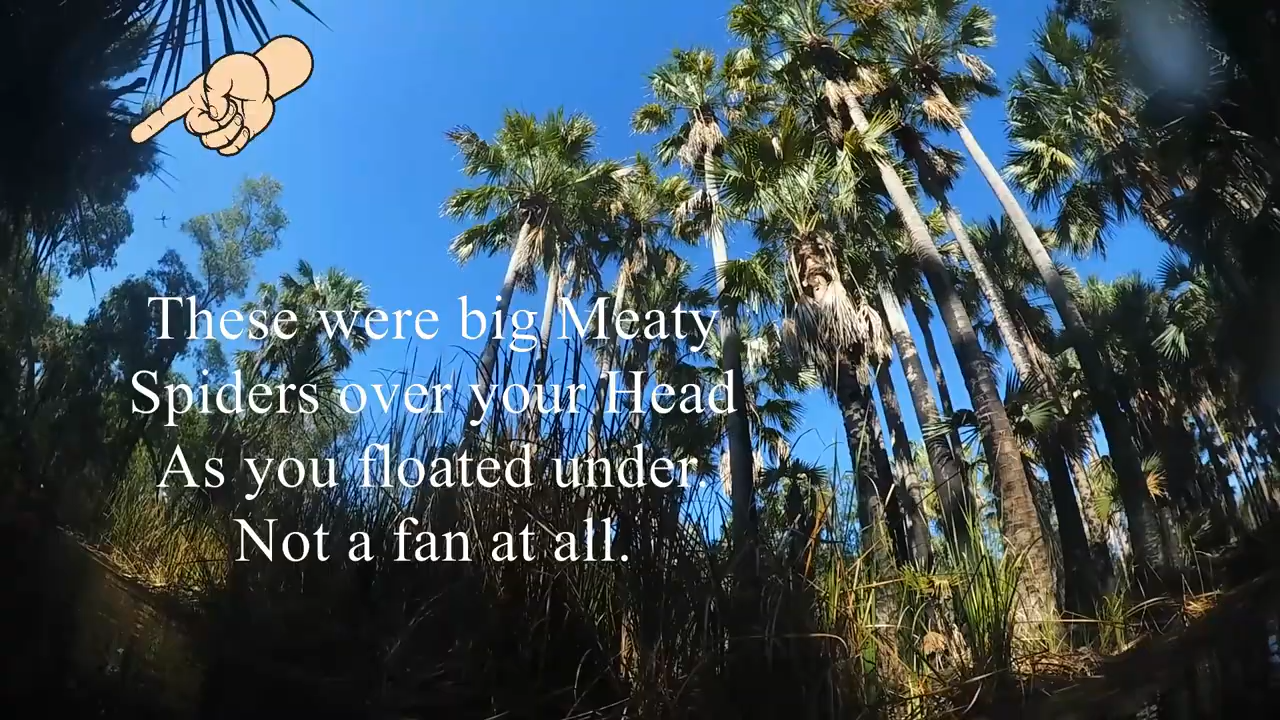 These were big Meaty
Spiders over your Head
As you floated under.
Not a fan at all.